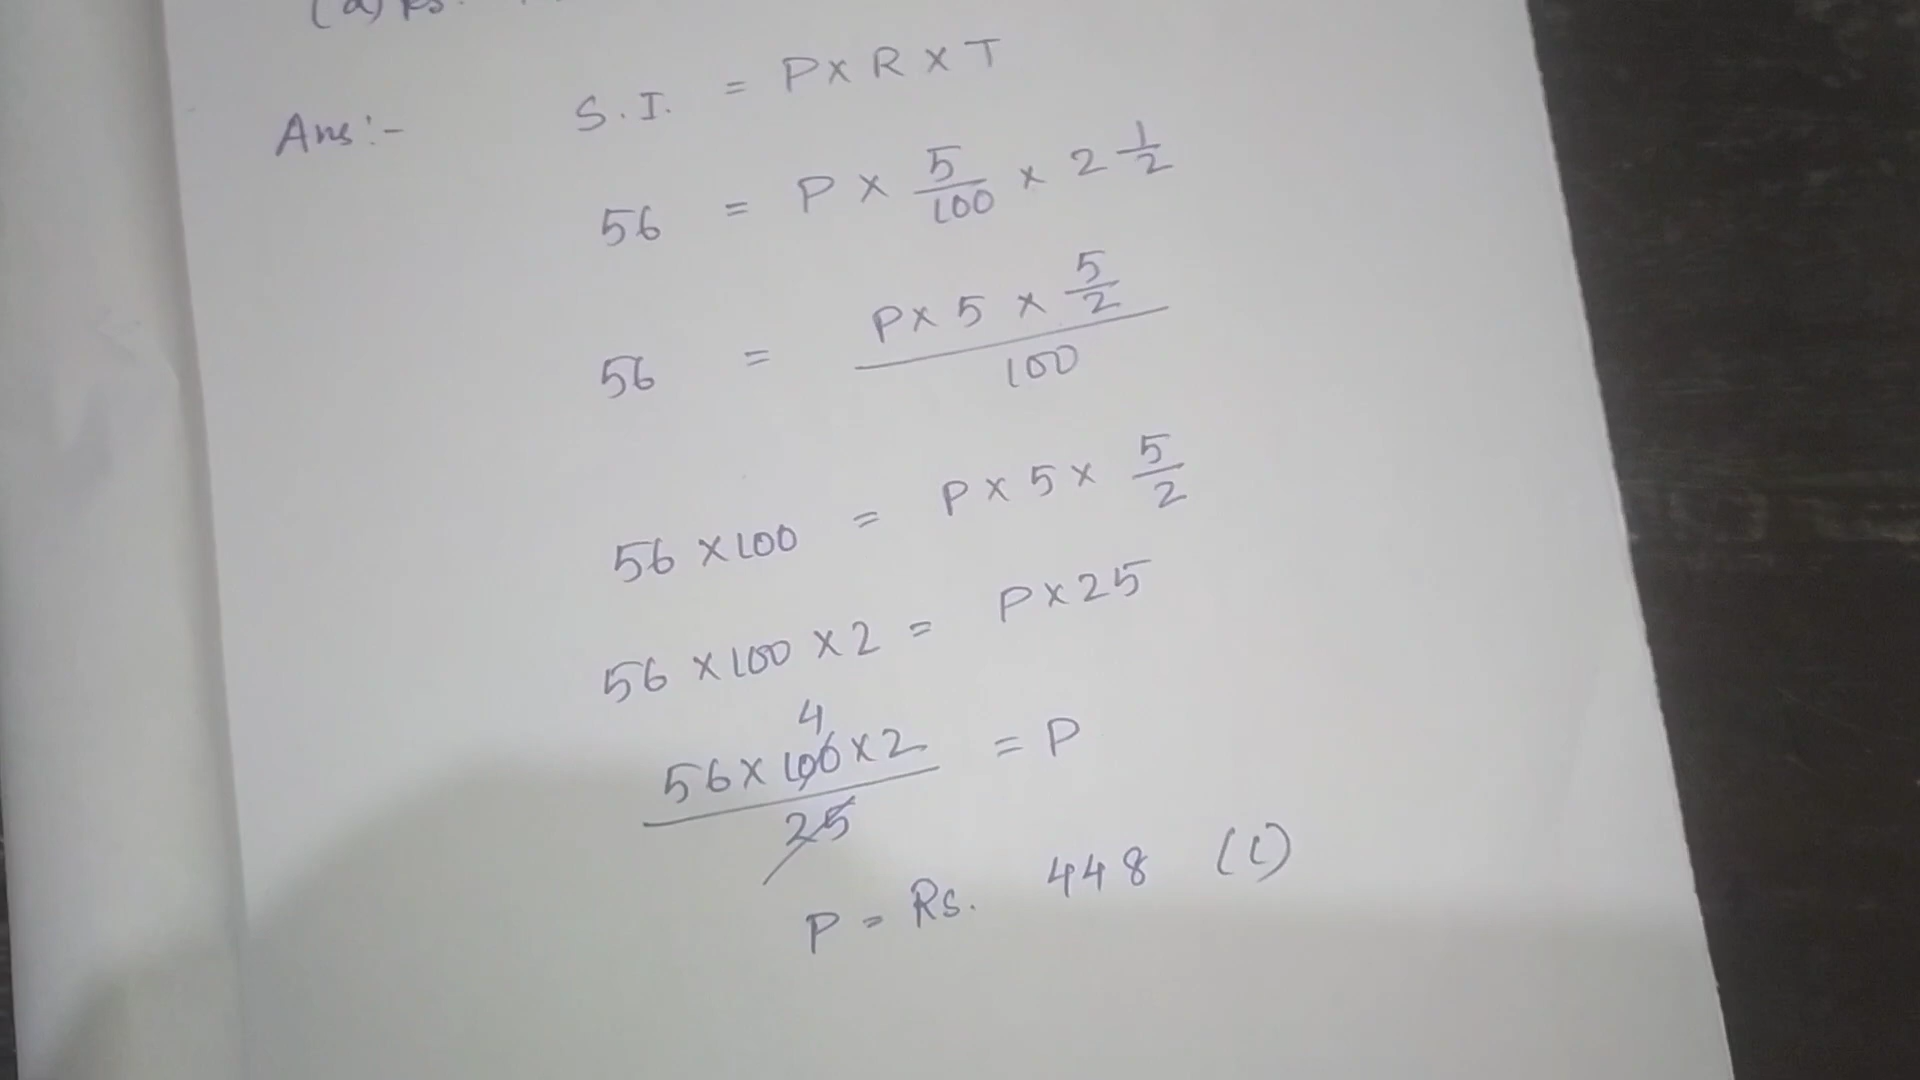 (a) Rs.
Ans:- S.I. = P x R x T
56 = P x 5/100 x 2 1/2
56 = P x 5 x 5/2 / 100
56 x 100 = P x 5 x 5/2
56 x 100 x 2 = P x 25
4
56 x 100 x 2 / 25 = P
P = Rs. 448 (C)